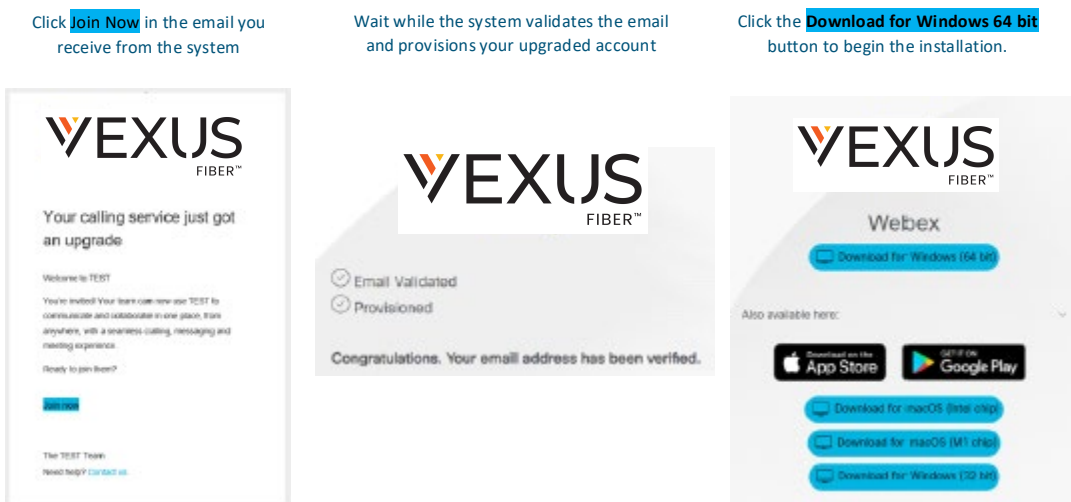 Click Join Now in the email you
receive from the system
VEXUS
FIBER™
Your calling service just got
an upgrade
Welcome to TEST
You're invited! Your team can now use TEST to
communicate and collaborate in one place, from
anywhere, with a seamless calling, messaging and
meeting experience.
Ready to join them?
Join now
The TEST Team
Need help? Contact us.
Wait while the system validates the email
and provisions your upgraded account
VEXUS
FIBER™
Email Validated
Provisioned
Congratulations. Your email address has been verified.
Click the Download for Windows 64 bit
button to begin the installation.
VEXUS
FIBER™
Webex
Download for Windows (64 bit)
Also available here:
Download on the
App Store
GET IT ON
Google Play
Download for macOS (Intel chip)
Download for macOS (M1 chip)
Download for Windows (32 bit)